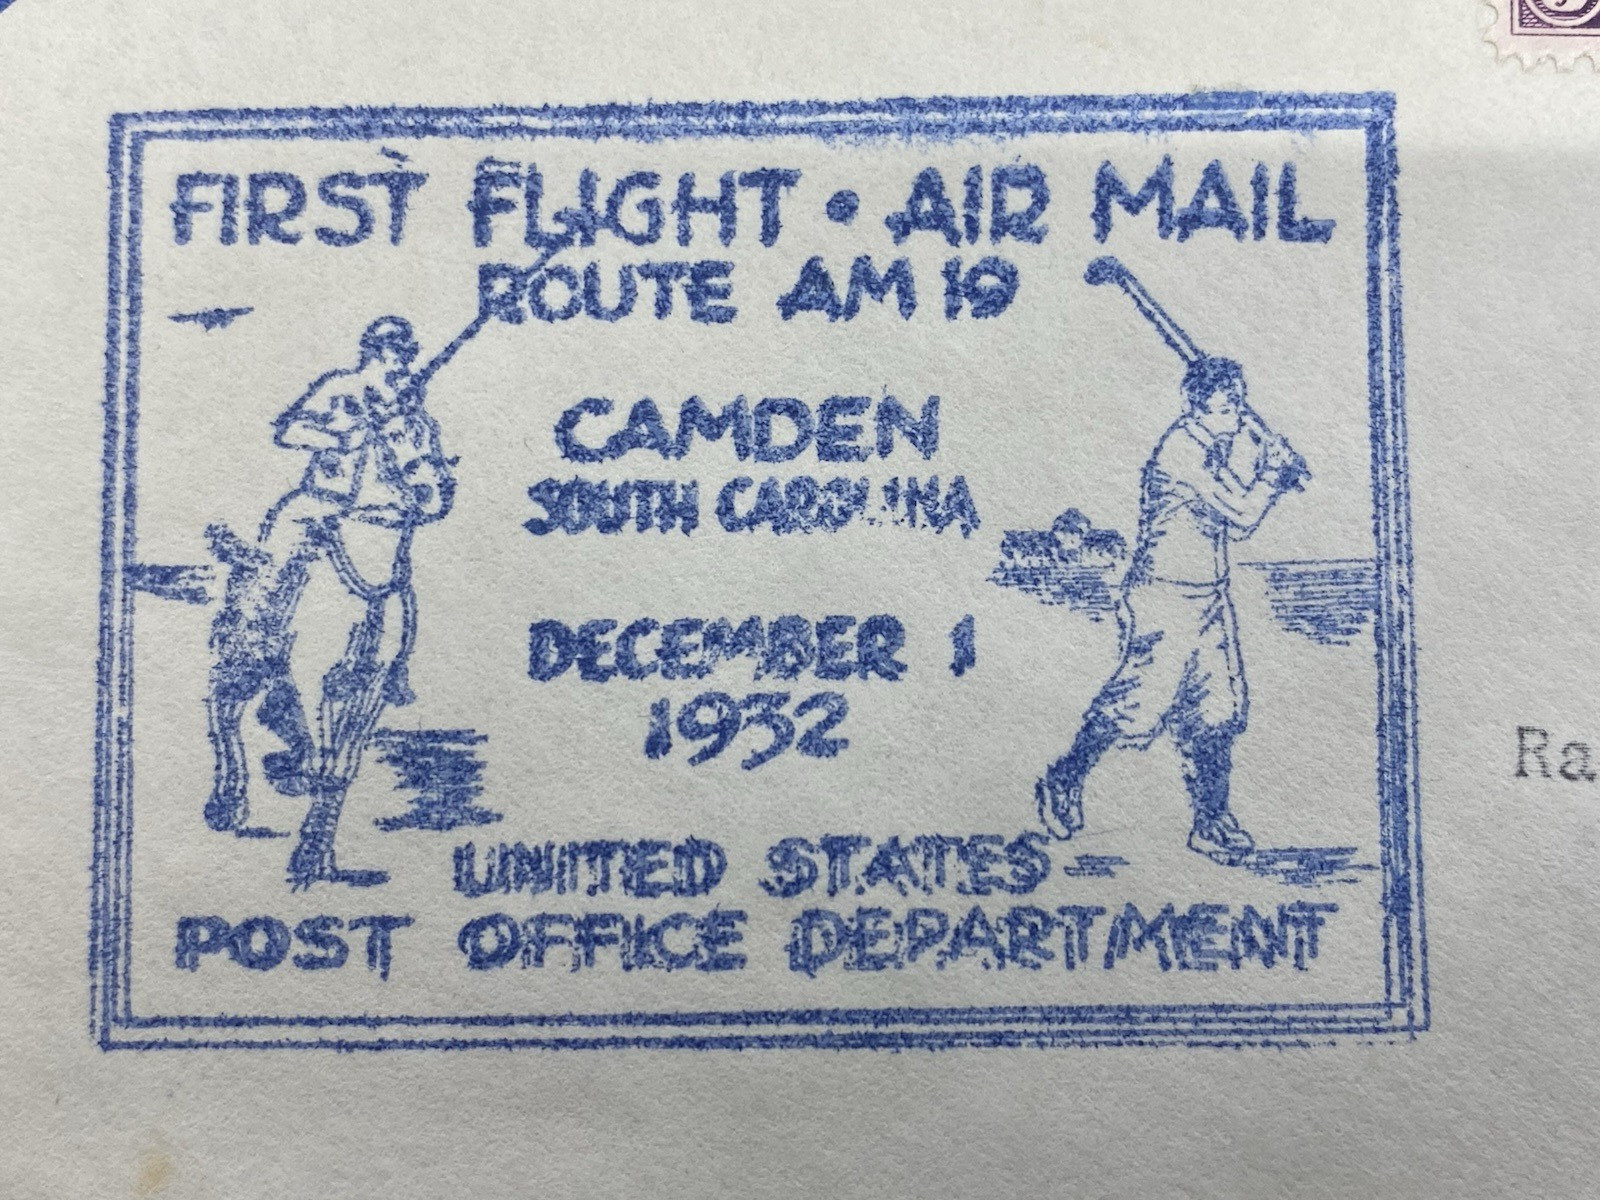 FIRST FLIGHT • AIR MAIL
ROUTE AM 19
CAMDEN
SOUTH CAROLINA
DECEMBER 1
1932
UNITED STATES
POST OFFICE DEPARTMENT
Ra